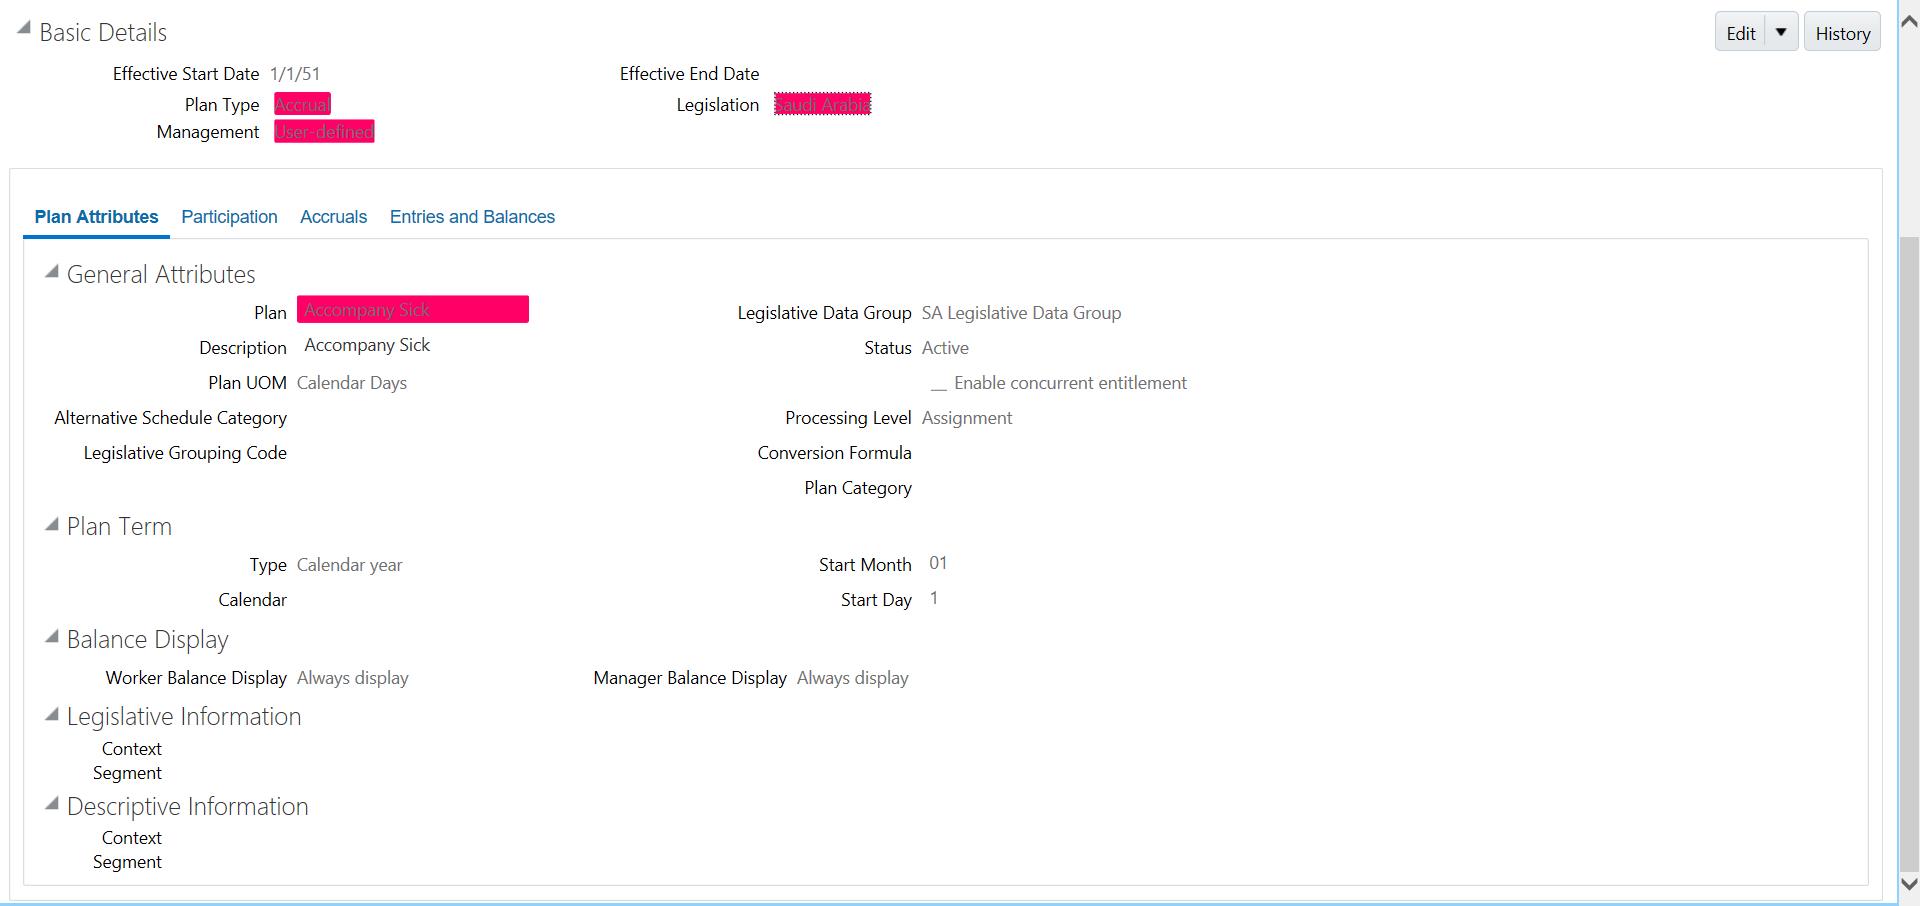 Basic Details
Edit History
Effective Start Date 1/1/51 Effective End Date
Plan Type Accrual Legislation Saudi Arabia
Management User-defined
Plan Attributes Participation Accruals Entries and Balances
General Attributes
Plan Accompany Sick Legislative Data Group SA Legislative Data Group
Description Accompany Sick Status Active
Plan UOM Calendar Days Enable concurrent entitlement
Alternative Schedule Category Processing Level Assignment
Legislative Grouping Code Conversion Formula
Plan Category
Plan Term
Type Calendar year Start Month 01
Calendar Start Day 1
Balance Display
Worker Balance Display Always display Manager Balance Display Always display
Legislative Information
Context
Segment
Descriptive Information
Context
Segment